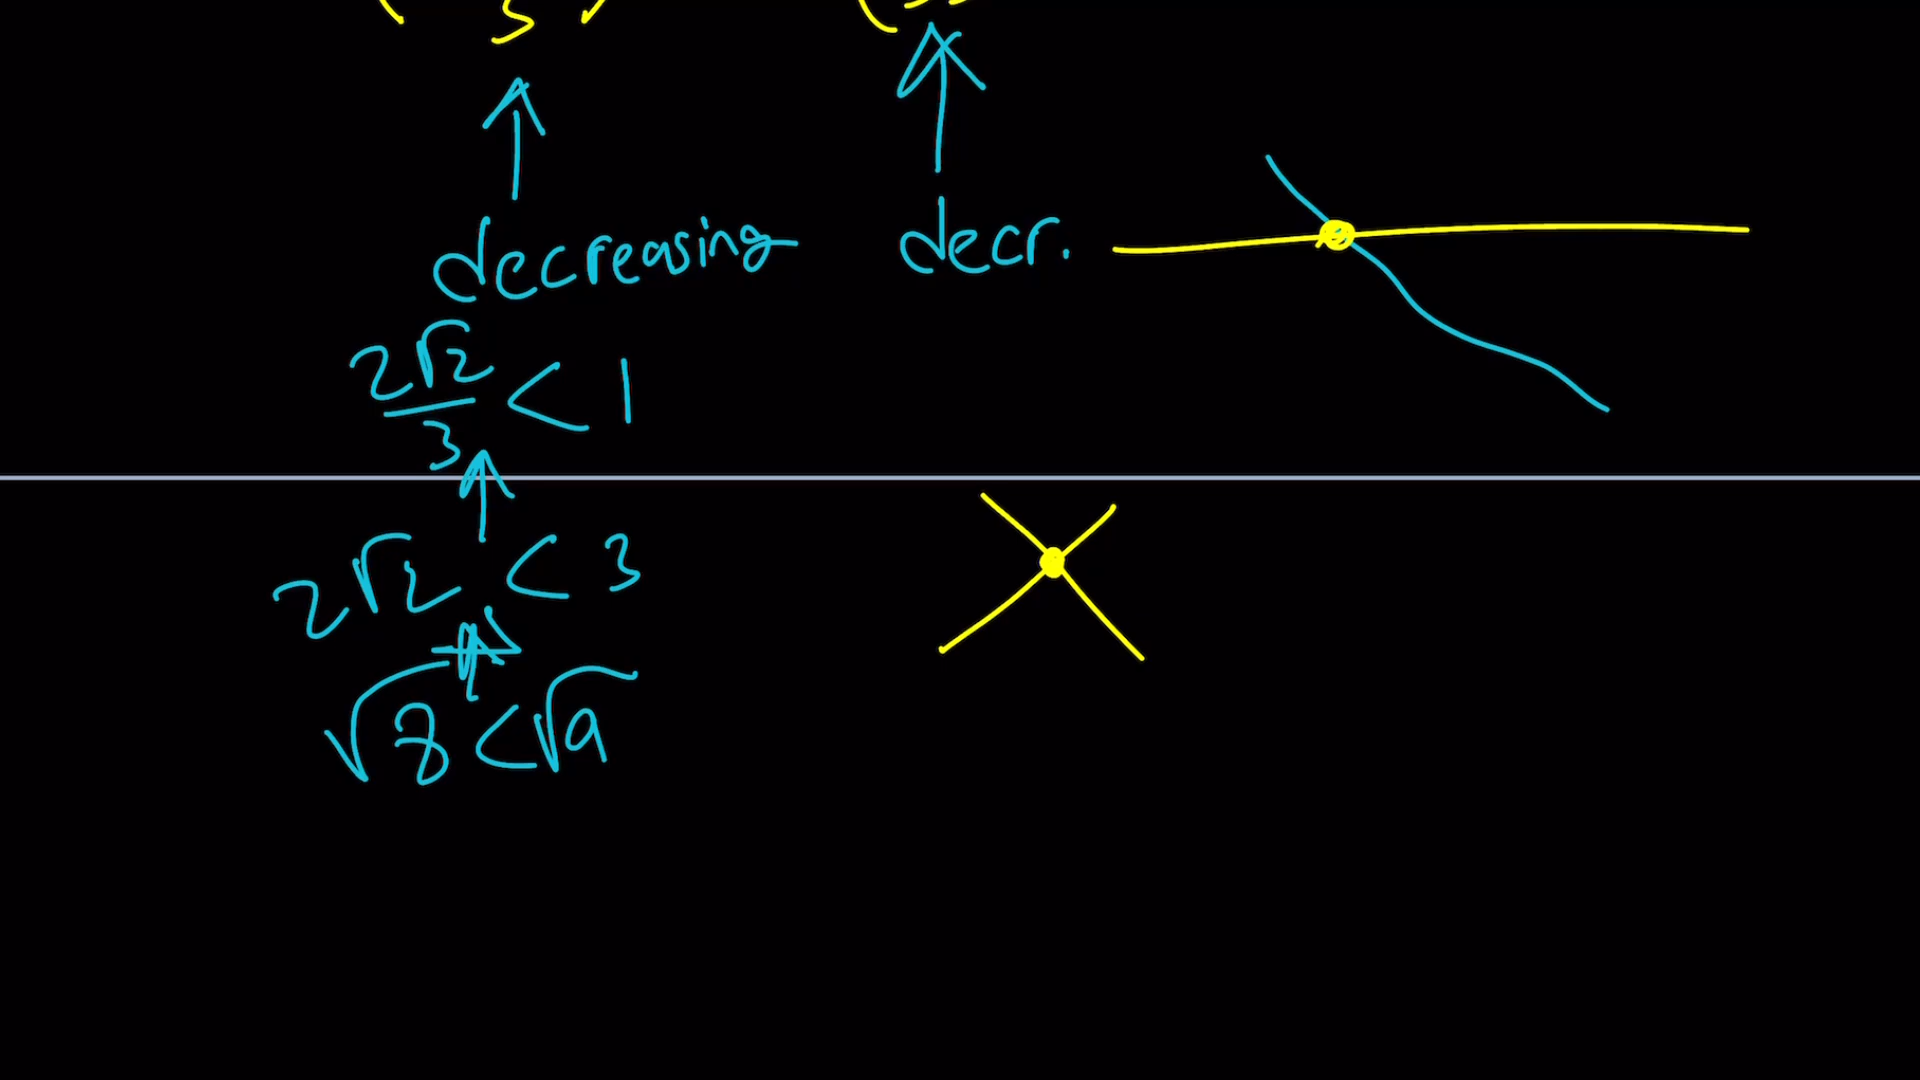 decreasing decr.
2√2/3 < 1
2√2 < 3
√8 < √9